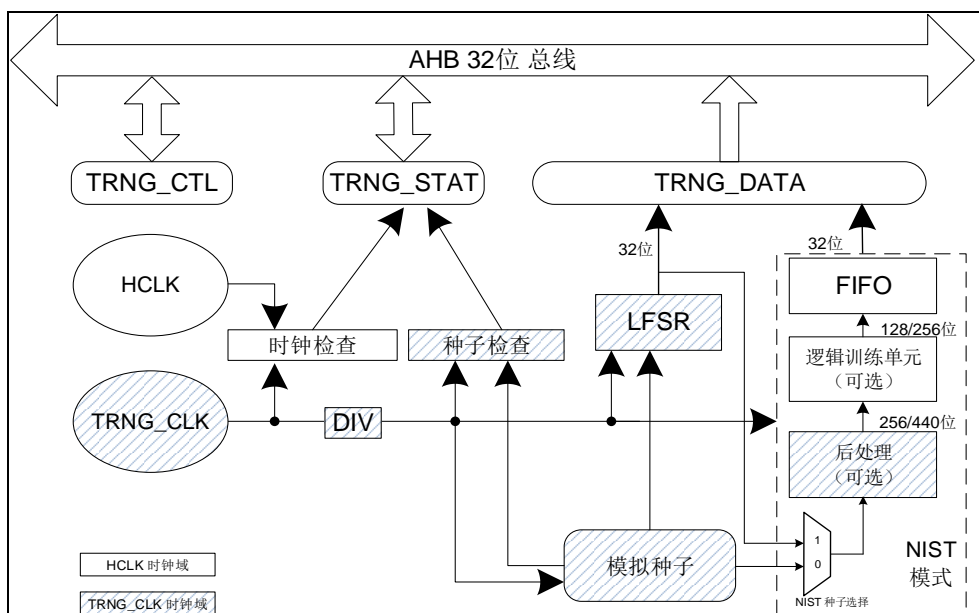 AHB 32位 总线
TRNG_CTL
TRNG_STAT
TRNG_DATA
32位
32位
HCLK
FIFO
LFSR
128/256位
时钟检查
种子检查
逻辑训练单元
(可选)
TRNG_CLK
DIV
256/440位
后处理
(可选)
模拟种子
1
0
NIST
模式
HCLK 时钟域
NIST 种子选择
TRNG_CLK 时钟域